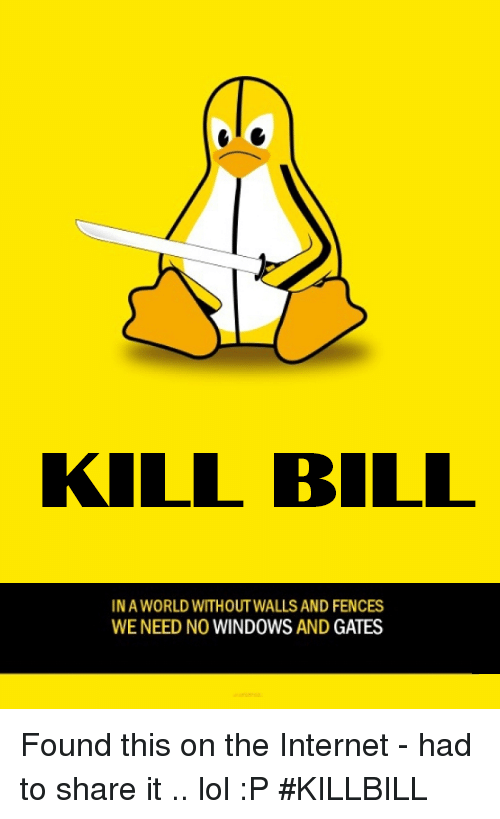 KILL BILL
IN A WORLD WITHOUT WALLS AND FENCES
WE NEED NO WINDOWS AND GATES
Found this on the Internet - had
to share it .. lol :P #KILLBILL